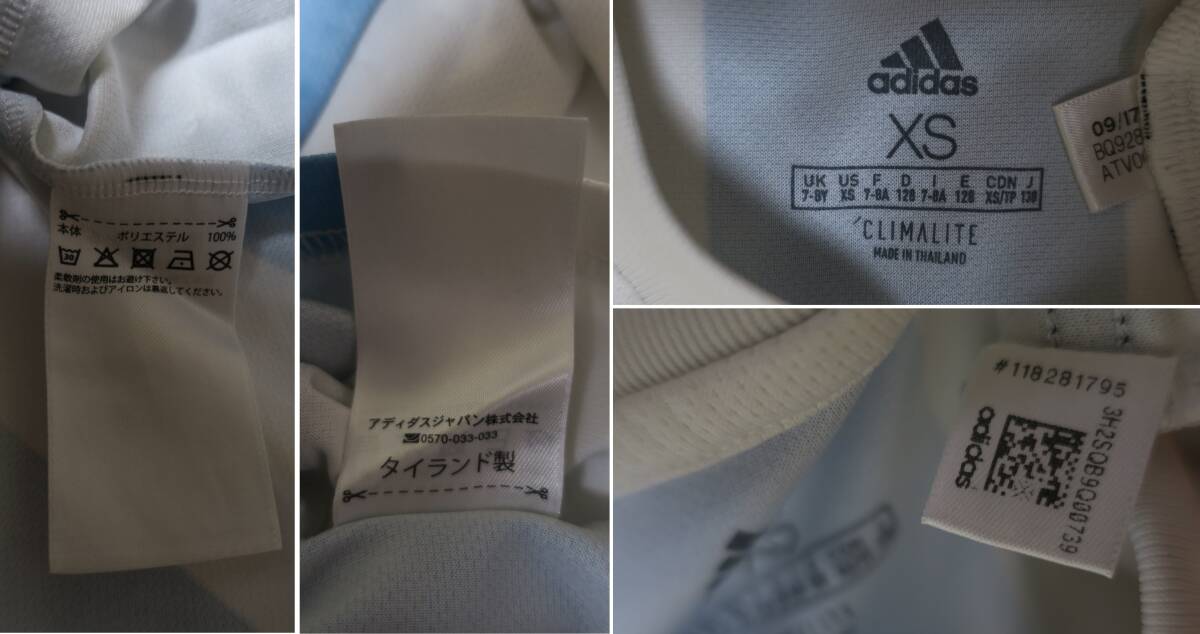 本体 ポリエステル 100%
30
柔軟剤の使用はお避け下さい。
洗濯時およびアイロンは裏返してください。
アディダスジャパン株式会社
0570-033-033
タイランド製
adidas
XS
UK US F D I E CDN J
7-8Y XS 7-8A 128 7-8A 128 XS/TP 130
CLIMALITE
MADE IN THAILAND
09/17
BQ928
ATV0
#118281795
adidas
3H2SQB9Q00739